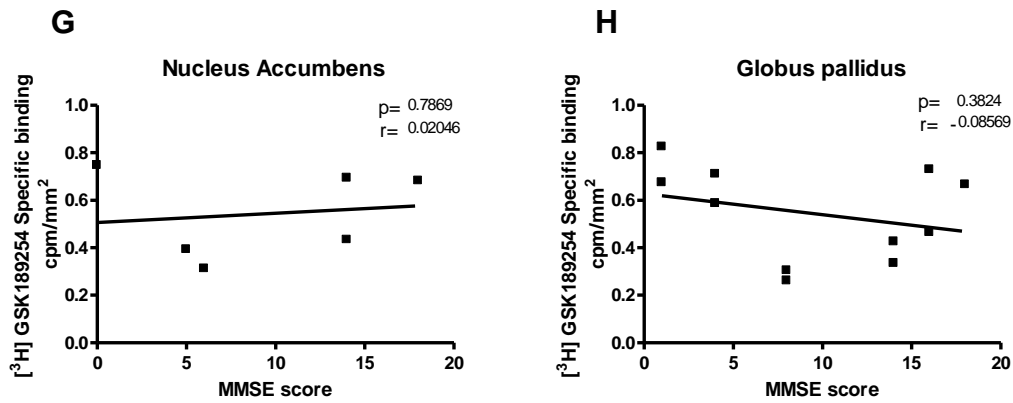 G
Nucleus Accumbens
p= 0.7869
r= 0.02046
[³H] GSK189254 Specific binding
cpm/mm²
1.0
0.8
0.6
0.4
0.2
0.0
0 5 10 15 20
MMSE score
H
Globus pallidus
p= 0.3824
r= -0.08569
[³H] GSK189254 Specific binding
cpm/mm²
1.0
0.8
0.6
0.4
0.2
0.0
0 5 10 15 20
MMSE score